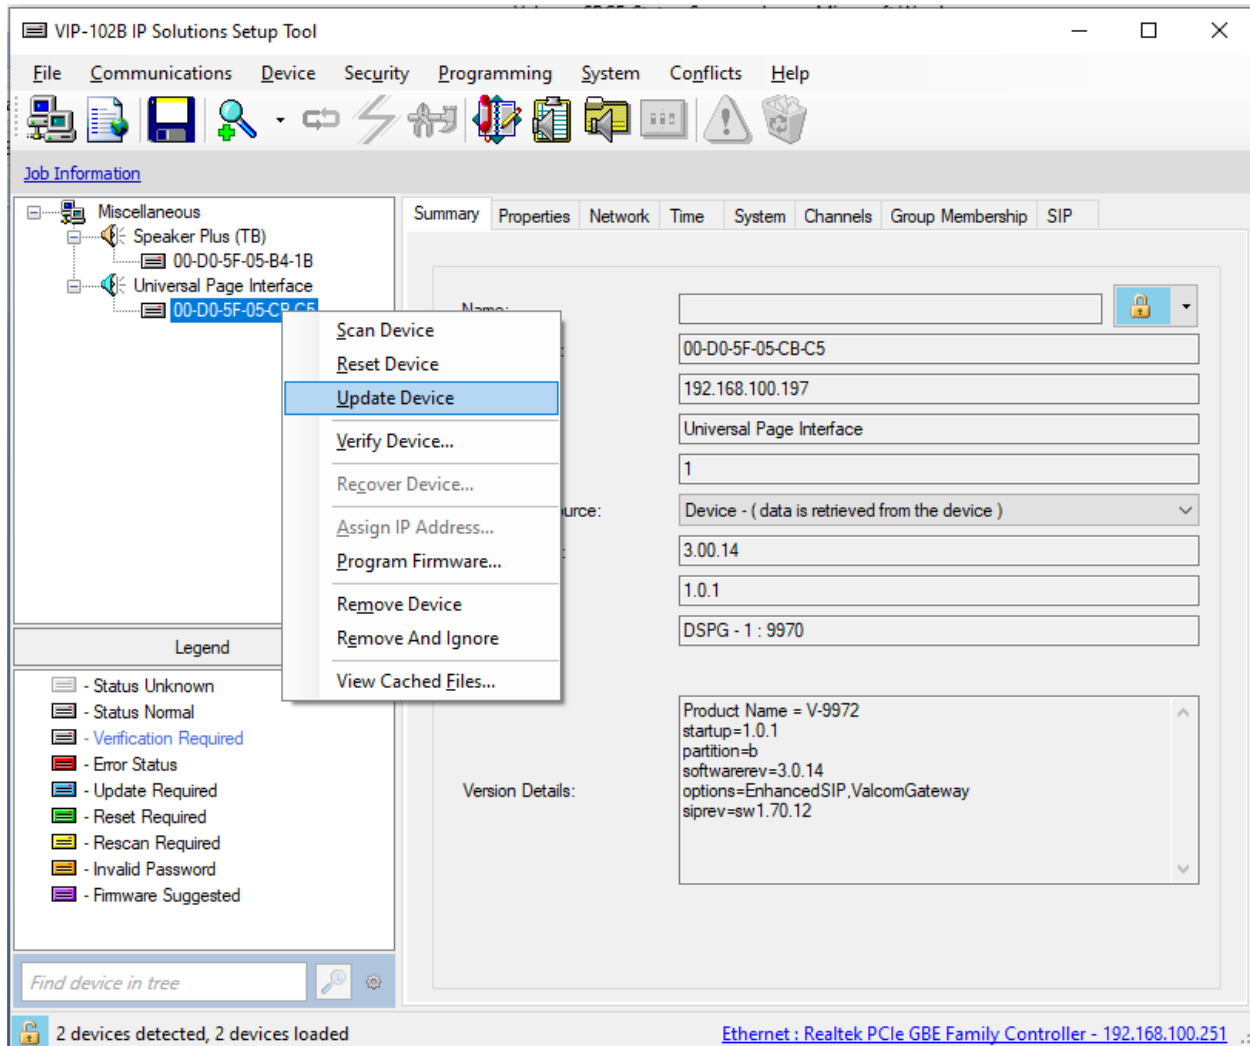 VIP-102B IP Solutions Setup Tool
File Communications Device Security Programming System Conflicts Help
Job Information
Miscellaneous
Speaker Plus (TB)
00-D0-5F-05-B4-1B
Universal Page Interface
00-D0-5F-05-CB-C5
Scan Device
Reset Device
Update Device
Verify Device...
Recover Device...
Assign IP Address...
Program Firmware...
Remove Device
Remove And Ignore
View Cached Files...
Legend
- Status Unknown
- Status Normal
- Verification Required
- Error Status
- Update Required
- Reset Required
- Rescan Required
- Invalid Password
- Firmware Suggested
Find device in tree
Summary Properties Network Time System Channels Group Membership SIP
Name:
00-D0-5F-05-CB-C5
192.168.100.197
Universal Page Interface
1
urce: Device - ( data is retrieved from the device )
3.00.14
1.0.1
DSPG - 1 : 9970
Version Details:
Product Name = V-9972
startup=1.0.1
partition=b
softwarerev=3.0.14
options=EnhancedSIP,ValcomGateway
siprev=sw1.70.12
2 devices detected, 2 devices loaded
Ethernet : Realtek PCIe GBE Family Controller - 192.168.100.251